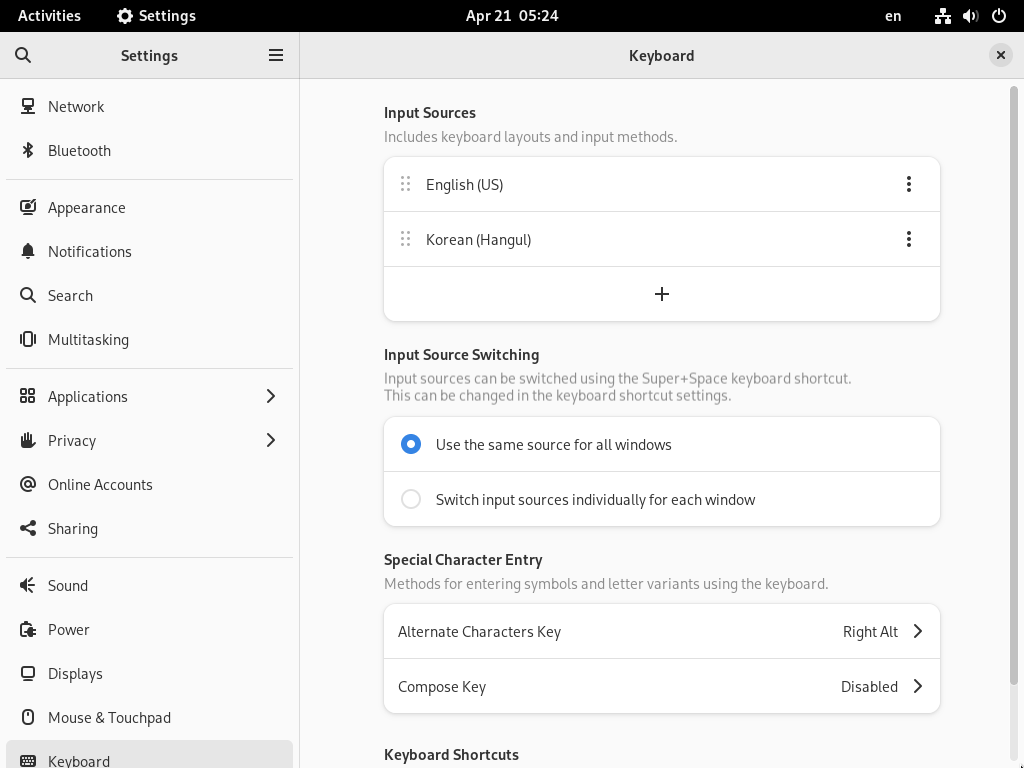 Activities
Settings
Apr 21 05:24
en
Settings
Keyboard
Network
Bluetooth
Appearance
Notifications
Search
Multitasking
Applications
Privacy
Online Accounts
Sharing
Sound
Power
Displays
Mouse & Touchpad
Keyboard
Input Sources
Includes keyboard layouts and input methods.
English (US)
Korean (Hangul)
Input Source Switching
Input sources can be switched using the Super+Space keyboard shortcut.
This can be changed in the keyboard shortcut settings.
Use the same source for all windows
Switch input sources individually for each window
Special Character Entry
Methods for entering symbols and letter variants using the keyboard.
Alternate Characters Key
Right Alt
Compose Key
Disabled
Keyboard Shortcuts